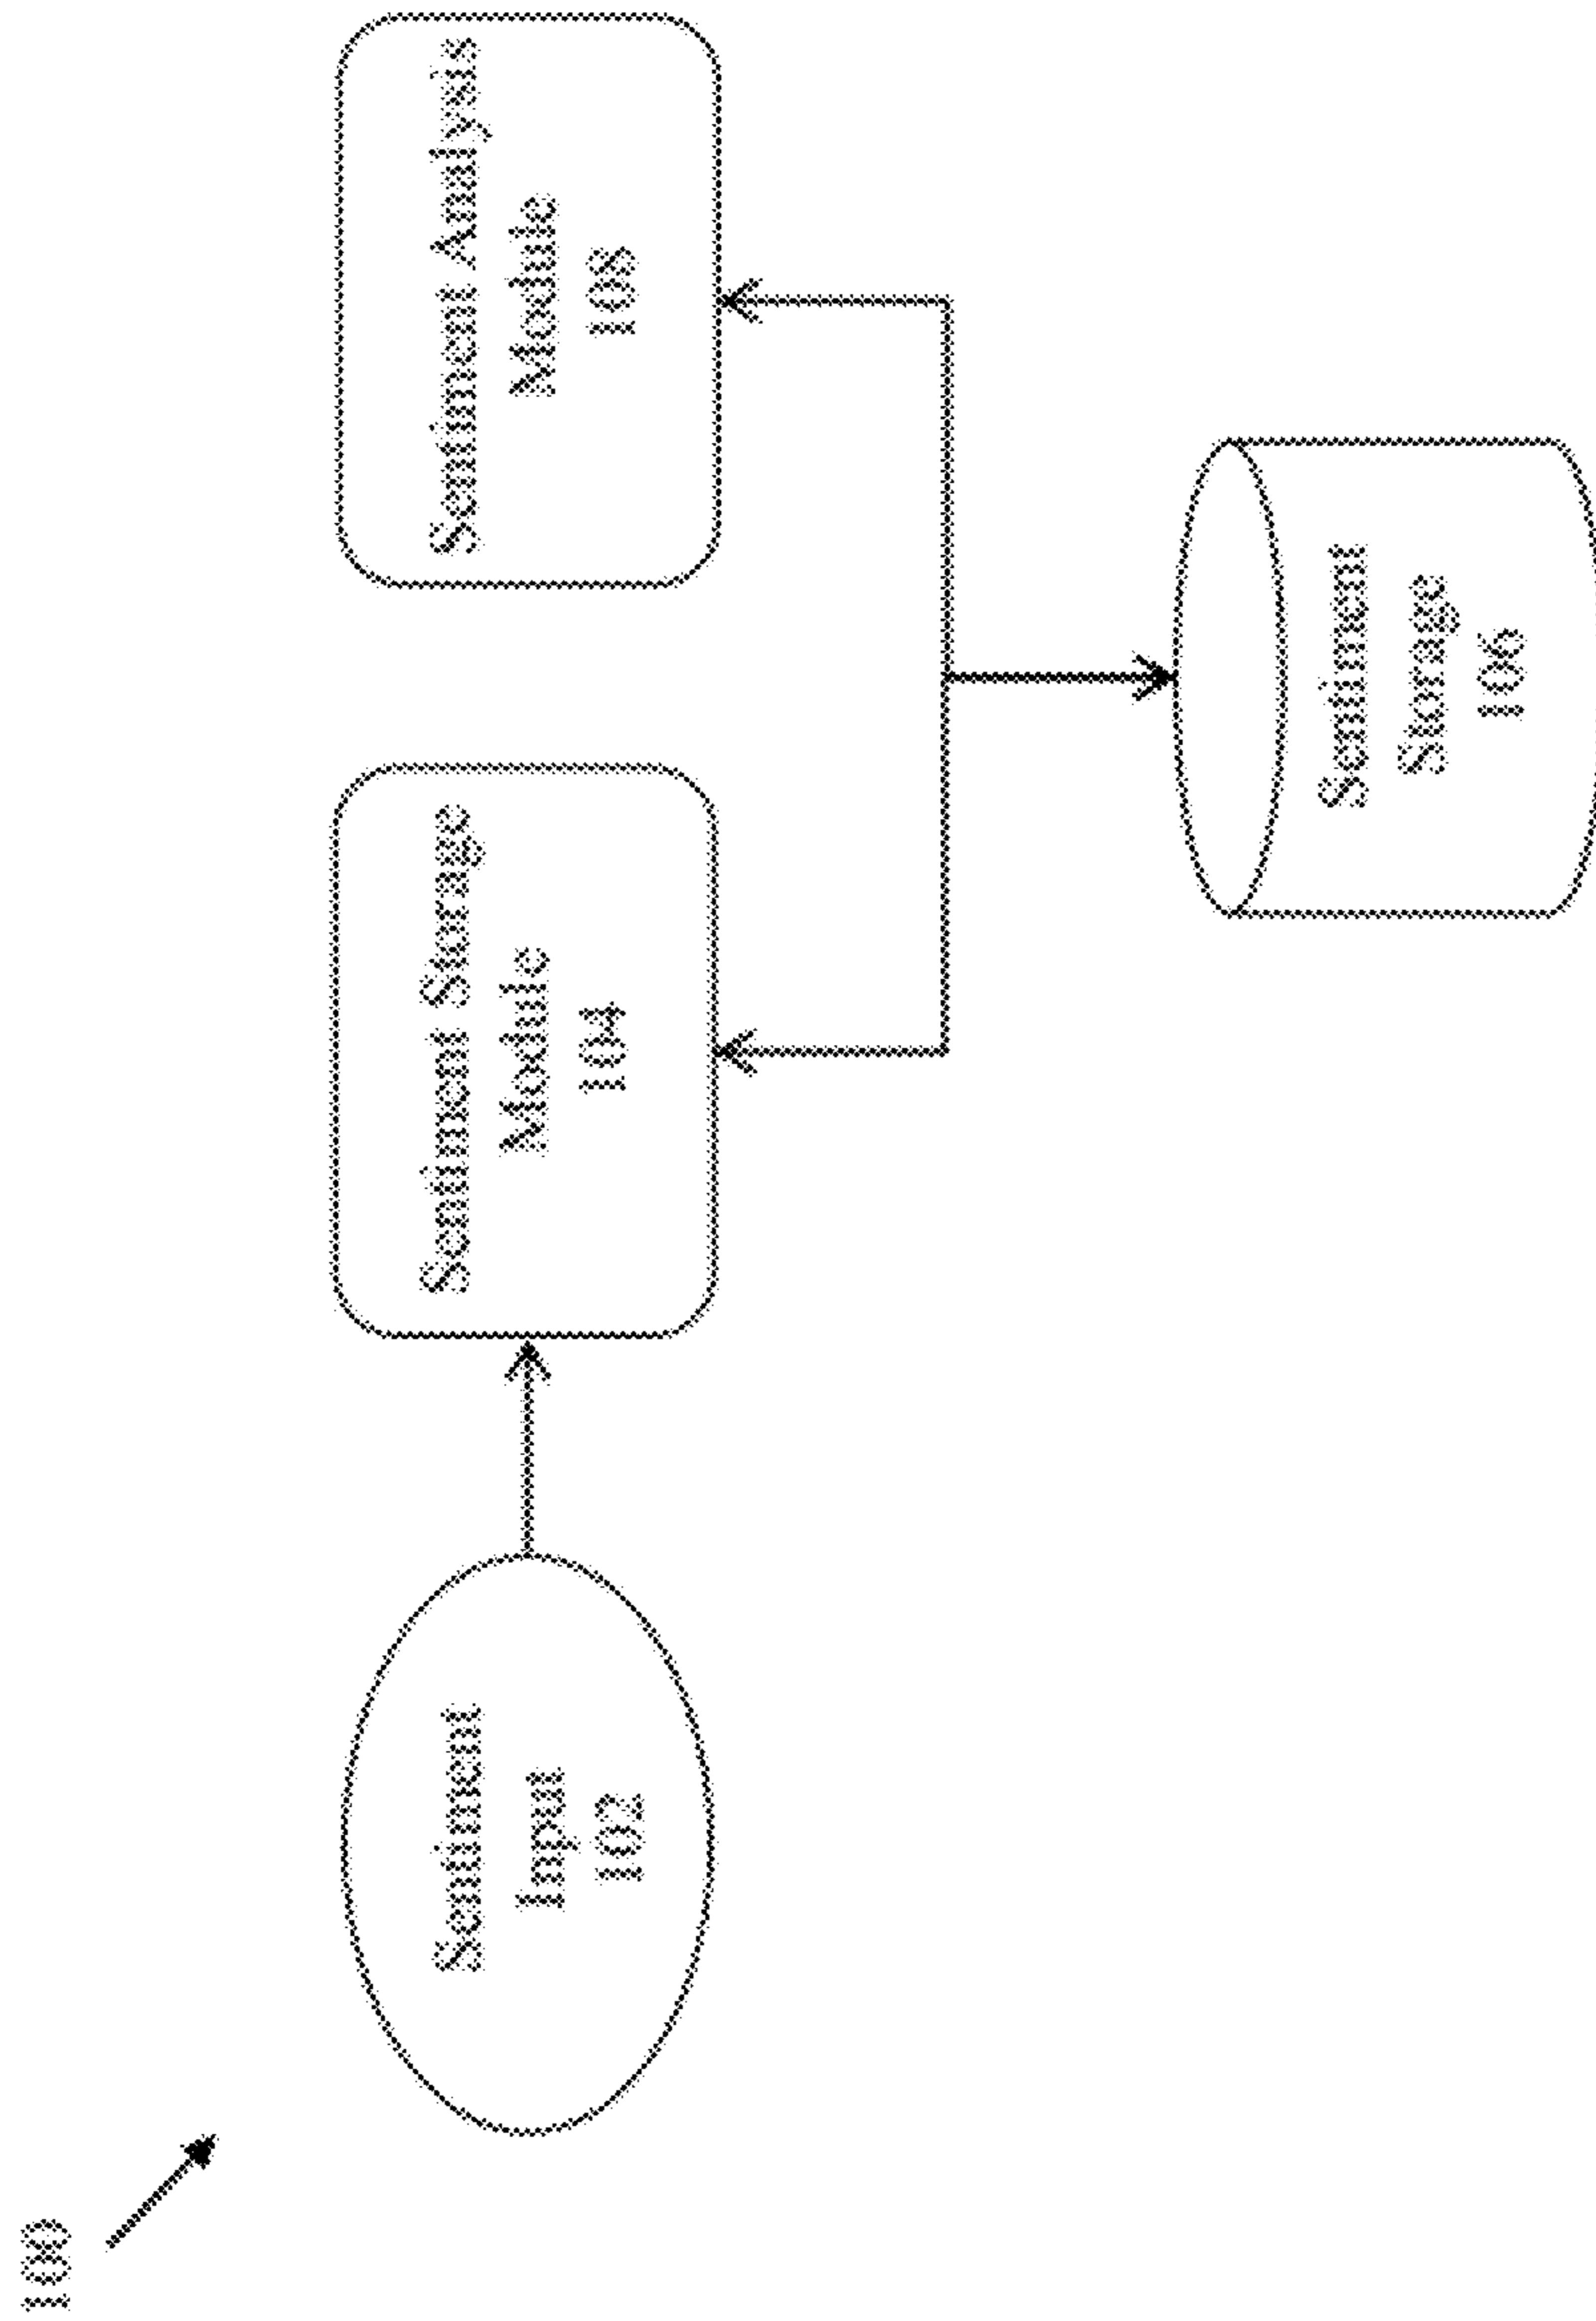 100
Sentiment
Input
102
Sentiment Storage
Module
104
Sentiment Analysis
Module
108
Sentiment
Storage
106